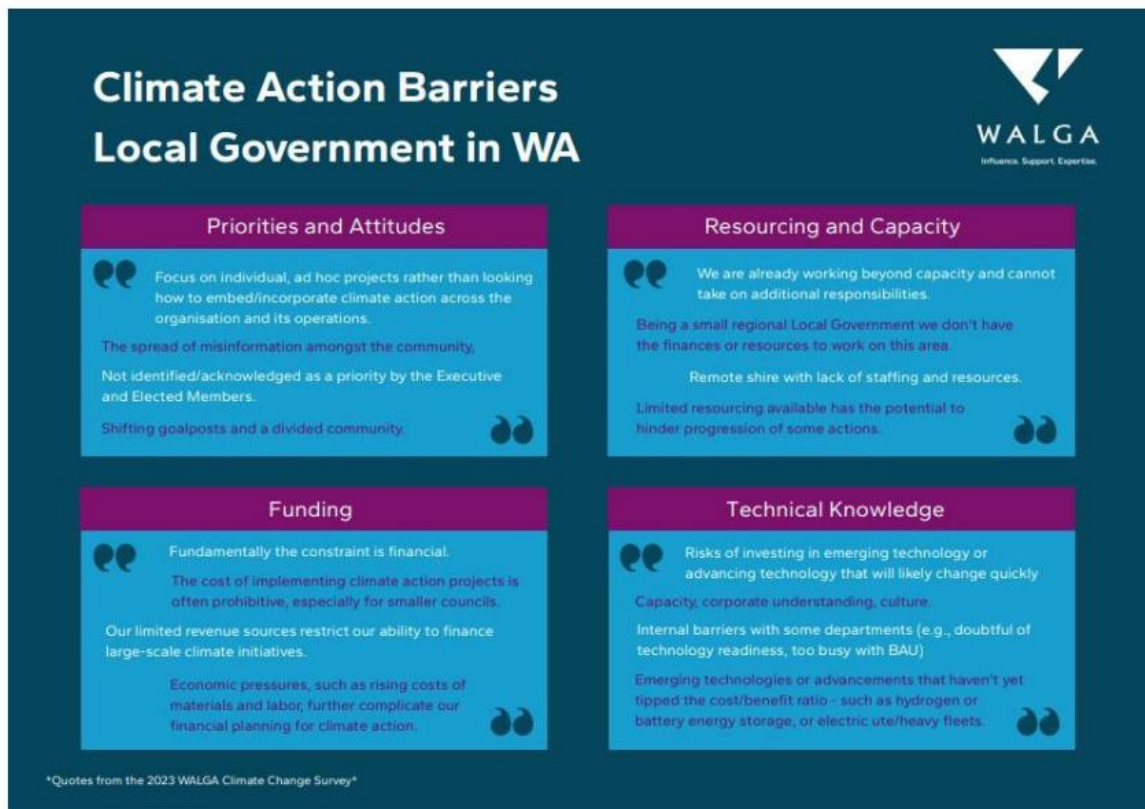 Climate Action Barriers
Local Government in WA
WALGA
Influence. Support. Expertise.
Priorities and Attitudes
Focus on individual, ad hoc projects rather than looking
how to embed/incorporate climate action across the
organisation and its operations.
The spread of misinformation amongst the community,
Not identified/acknowledged as a priority by the Executive
and Elected Members.
Shifting goalposts and a divided community.
Resourcing and Capacity
We are already working beyond capacity and cannot
take on additional responsibilities.
Being a small regional Local Government we don't have
the finances or resources to work on this area.
Remote shire with lack of staffing and resources.
Limited resourcing available has the potential to
hinder progression of some actions.
Funding
Fundamentally the constraint is financial.
The cost of implementing climate action projects is
often prohibitive, especially for smaller councils.
Our limited revenue sources restrict our ability to finance
large-scale climate initiatives.
Economic pressures, such as rising costs of
materials and labor, further complicate our
financial planning for climate action.
Technical Knowledge
Risks of investing in emerging technology or
advancing technology that will likely change quickly
Capacity, corporate understanding, culture.
Internal barriers with some departments (e.g., doubtful of
technology readiness, too busy with BAU)
Emerging technologies or advancements that haven't yet
tipped the cost/benefit ratio - such as hydrogen or
battery energy storage, or electric ute/heavy fleets.
*Quotes from the 2023 WALGA Climate Change Survey*